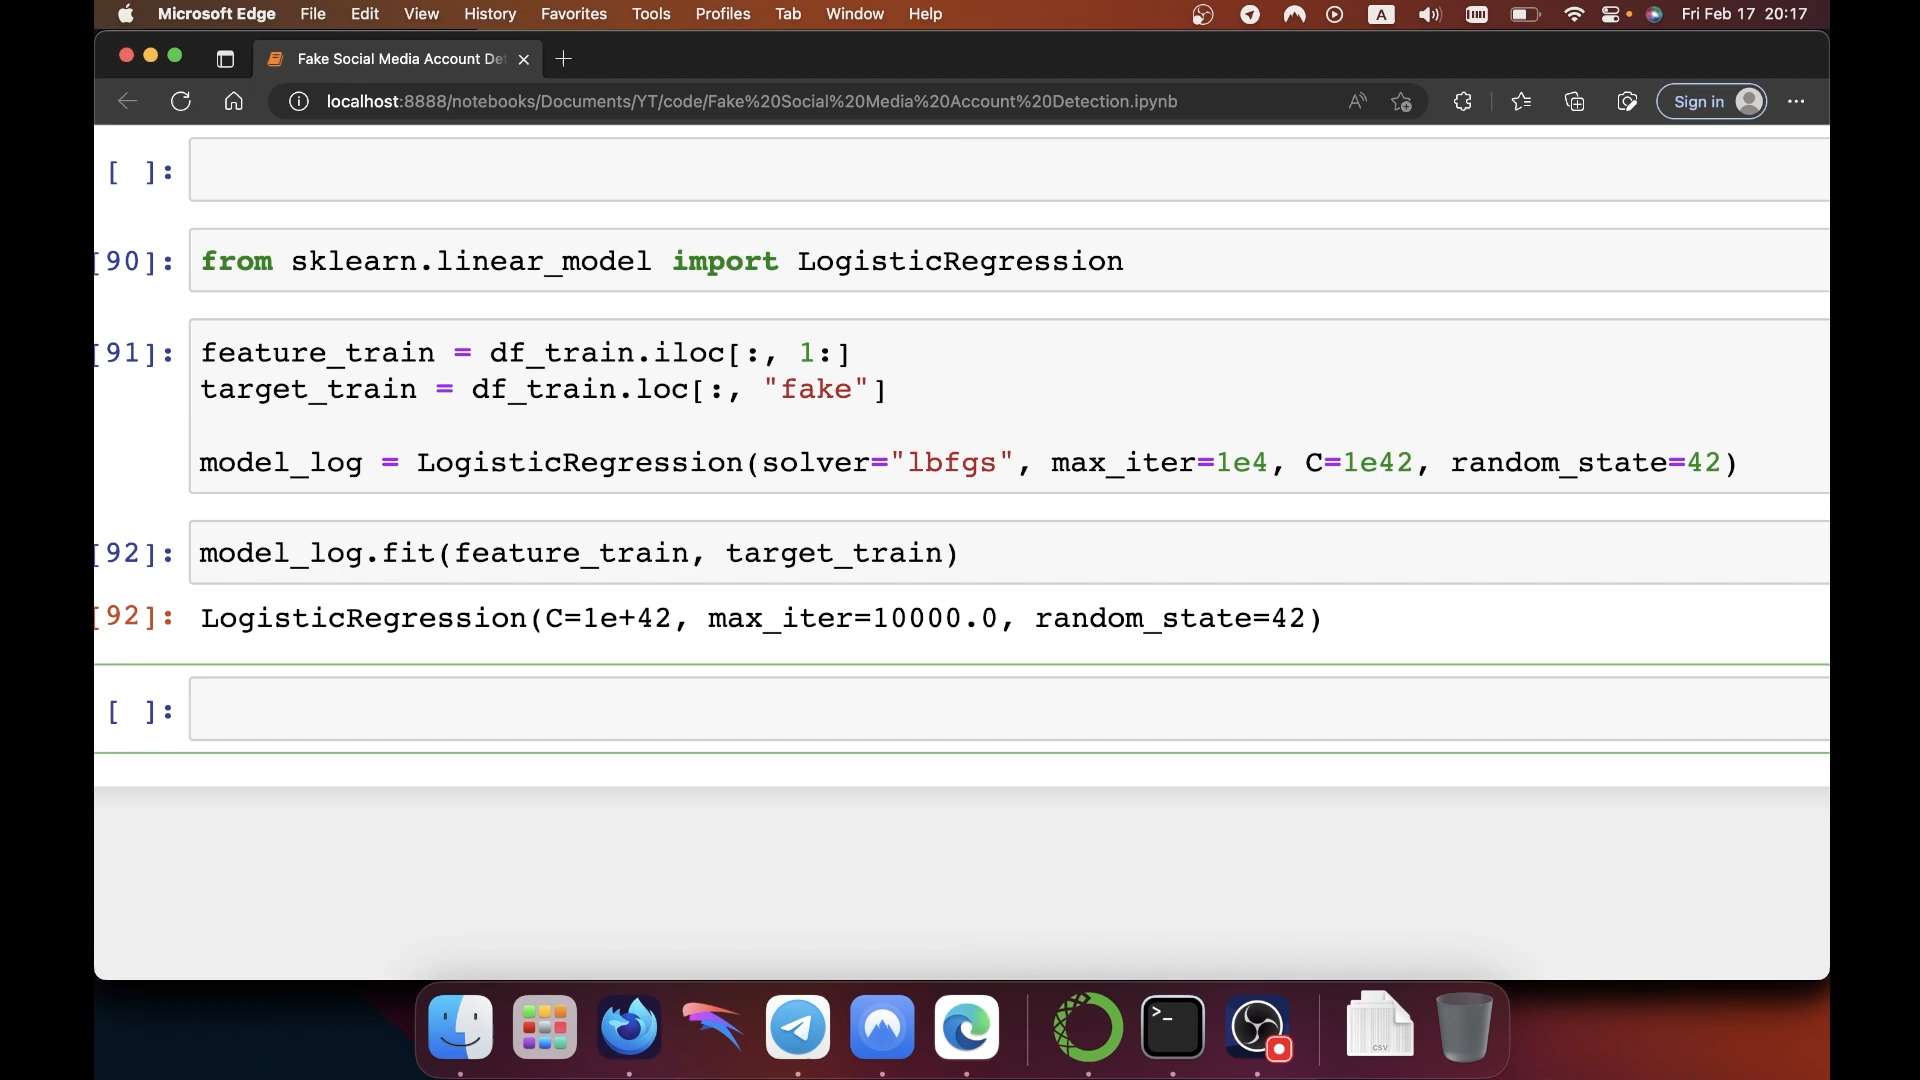 Microsoft Edge File Edit View History Favorites Tools Profiles Tab Window Help A Fri Feb 17 20:17
Fake Social Media Account Det
localhost:8888/notebooks/Documents/YT/code/Fake%20Social%20Media%20Account%20Detection.ipynb A Sign in
[ ]:
[90]: from sklearn.linear_model import LogisticRegression
[91]: feature_train = df_train.iloc[:, 1:]
target_train = df_train.loc[:, "fake"]
model_log = LogisticRegression(solver="lbfgs", max_iter=1e4, C=1e42, random_state=42)
[92]: model_log.fit(feature_train, target_train)
[92]: LogisticRegression(C=1e+42, max_iter=10000.0, random_state=42)
[ ]:
>_
CSV